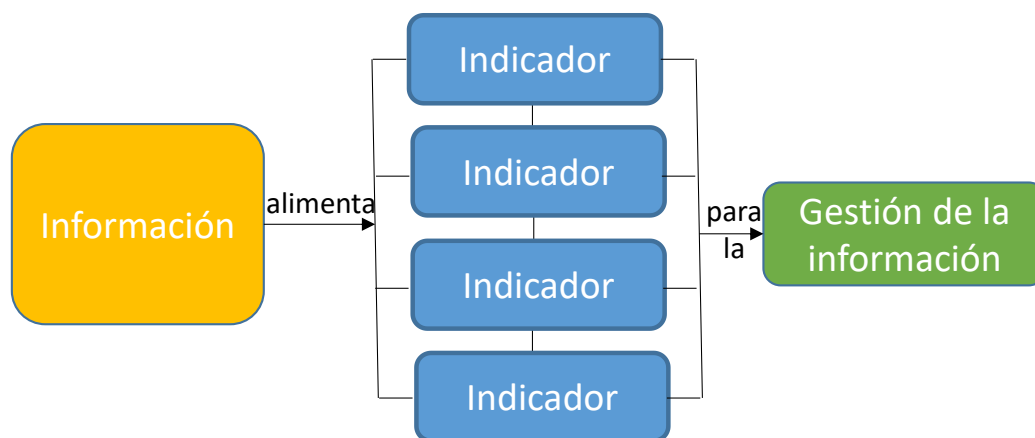 Información
alimenta
Indicador
Indicador
Indicador
Indicador
para
la
Gestión de la
información